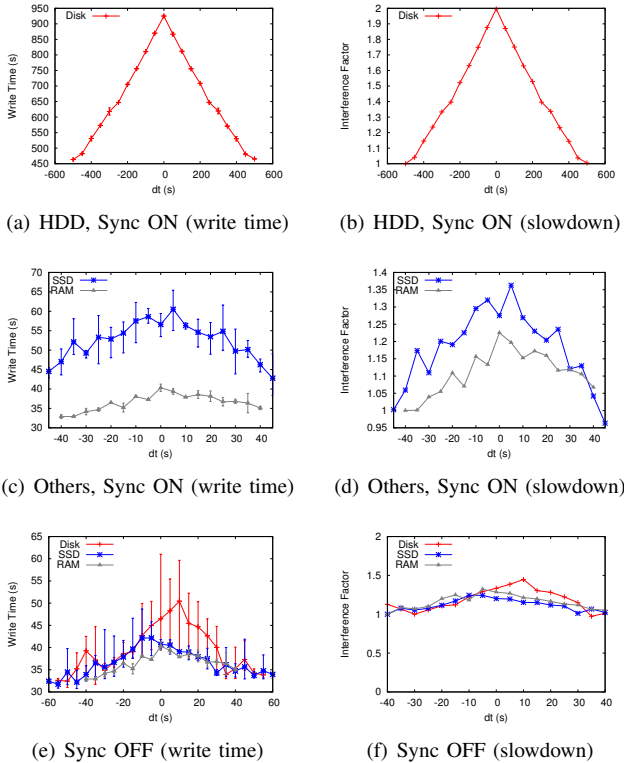 950
900
850
800
750
700
650
600
550
500
450
Disk
Write Time (s)
-600 -400 -200 0 200 400 600
dt (s)
(a) HDD, Sync ON (write time)
2
1.9
1.8
1.7
1.6
1.5
1.4
1.3
1.2
1.1
1
Disk
Interference Factor
-600 -400 -200 0 200 400 600
dt (s)
(b) HDD, Sync ON (slowdown)
70
65
60
55
50
45
40
35
30
SSD
RAM
Write Time (s)
-40 -30 -20 -10 0 10 20 30 40
dt (s)
(c) Others, Sync ON (write time)
1.4
1.35
1.3
1.25
1.2
1.15
1.1
1.05
1
0.95
SSD
RAM
Interference Factor
-40 -30 -20 -10 0 10 20 30 40
dt (s)
(d) Others, Sync ON (slowdown)
65
60
55
50
45
40
35
30
Disk
SSD
RAM
Write Time (s)
-60 -40 -20 0 20 40 60
dt (s)
(e) Sync OFF (write time)
2
1.5
1
0.5
0
Disk
SSD
RAM
Interference Factor
-40 -30 -20 -10 0 10 20 30 40
dt (s)
(f) Sync OFF (slowdown)